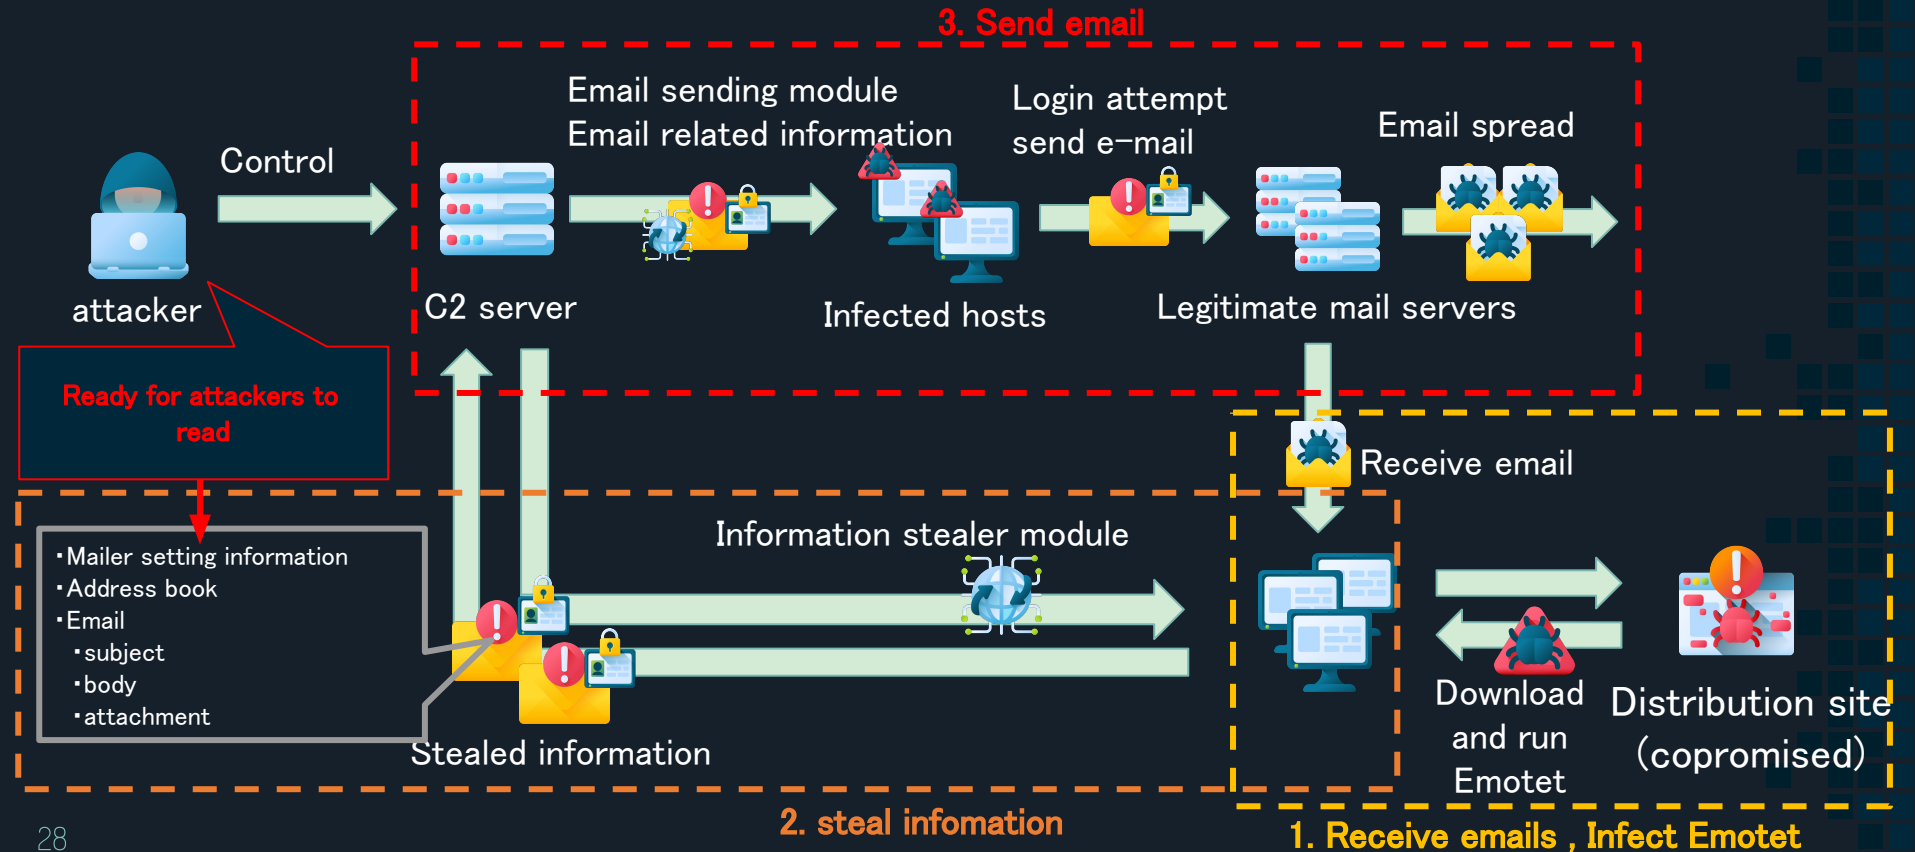 3. Send email
Email sending module
Email related information
Login attempt
send e-mail
Email spread
Control
attacker
C2 server
Infected hosts
Legitimate mail servers
Ready for attackers to
read
Receive email
Information stealer module
・Mailer setting information
・Address book
・Email
・subject
・body
・attachment
Stealed information
Download
and run
Emotet
Distribution site
(copromised)
2. steal infomation
1. Receive emails , Infect Emotet
28